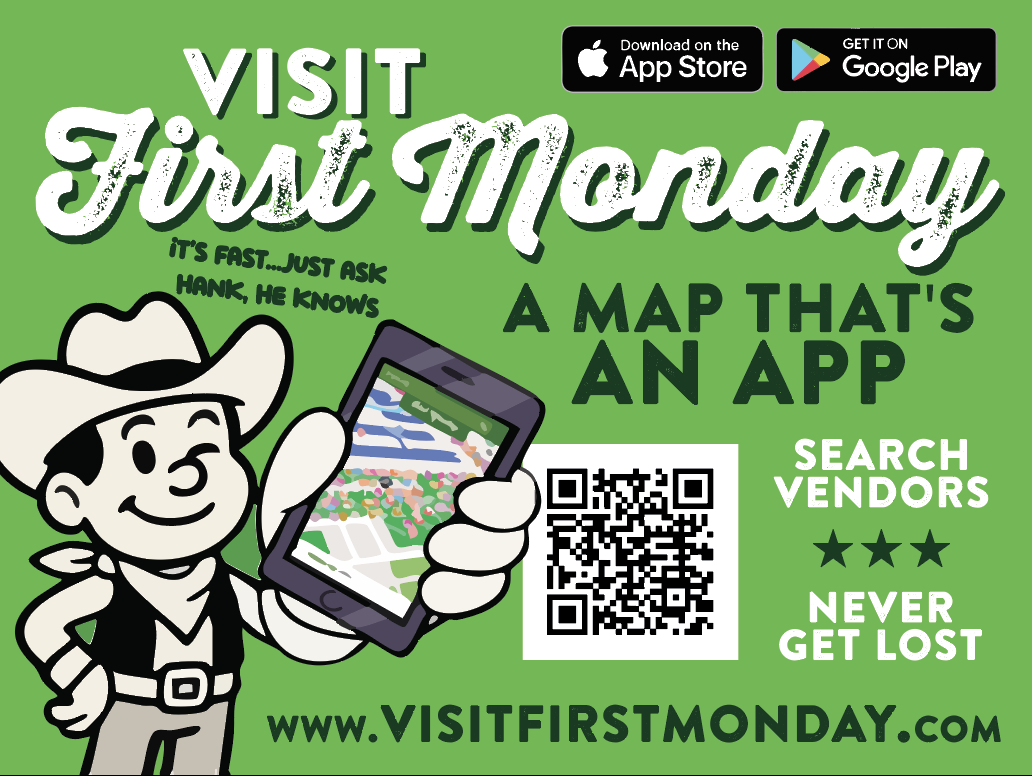 VISIT
First Monday
Download on the
App Store
GET IT ON
Google Play
IT'S FAST...JUST ASK
HANK, HE KNOWS
A MAP THAT'S
AN APP
SEARCH
VENDORS
NEVER
GET LOST
WWW.VISITFIRSTMONDAY.COM